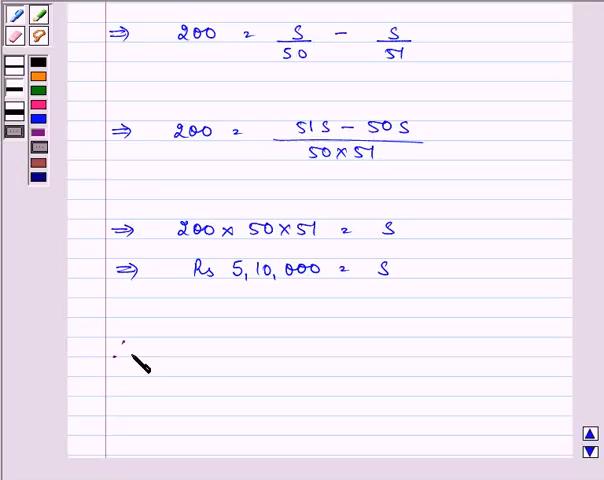 ⇒ 200 = S/50 - S/51
⇒ 200 = 51S - 50S / 50 × 51
⇒ 200 × 50 × 51 = S
⇒ Rs 5,10,000 = S